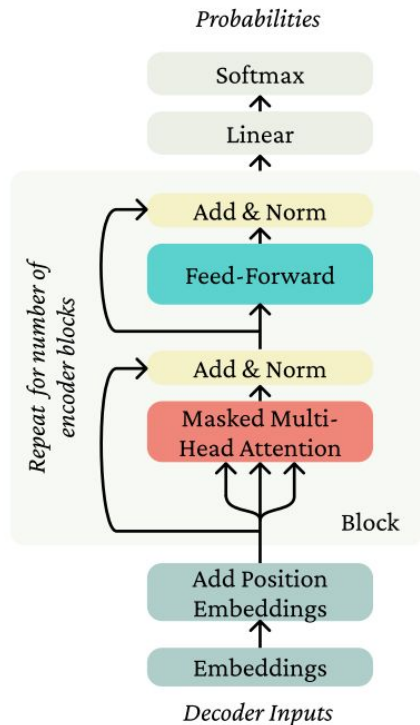 Probabilities
Softmax
Linear
Add & Norm
Feed-Forward
Repeat for number of
encoder blocks
Add & Norm
Masked Multi-
Head Attention
Block
Add Position
Embeddings
Embeddings
Decoder Inputs